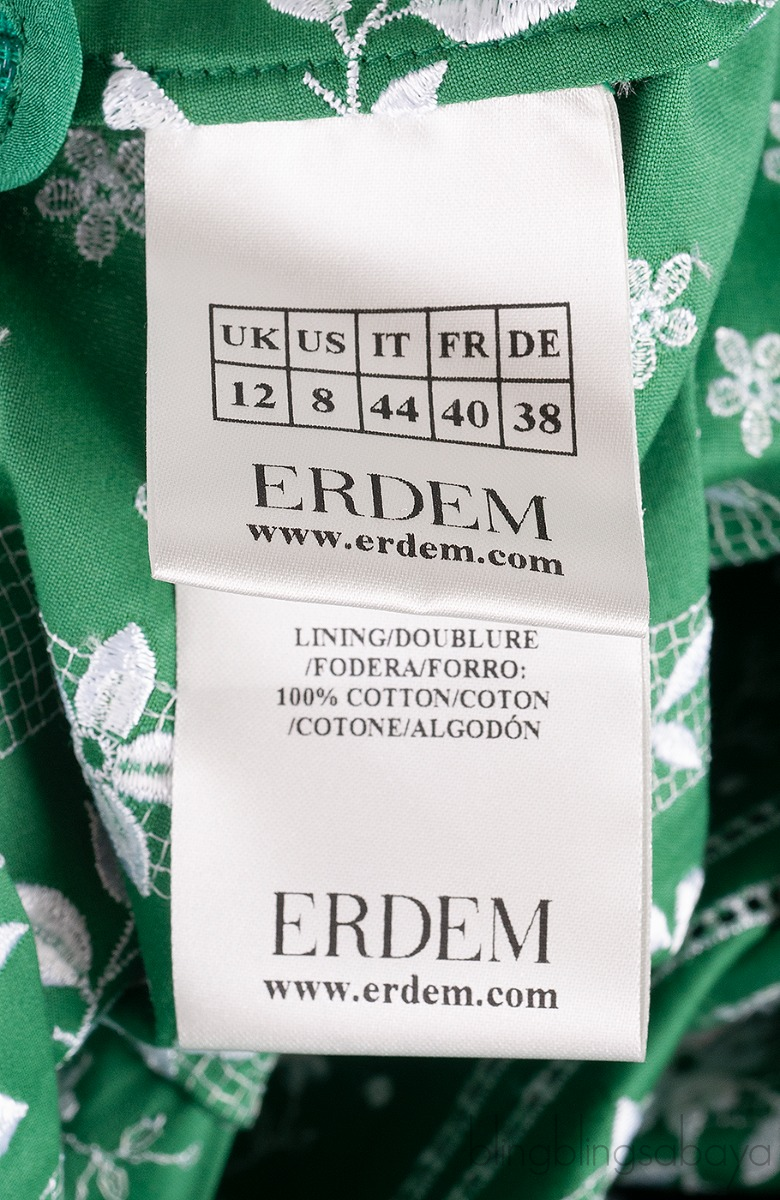 UK US IT FR DE
12 8 44 40 38
ERDEM
www.erdem.com
LINING/DOUBLURE
/FODERA/FORRO:
100% COTTON/COTON
/COTONE/ALGODÓN
ERDEM
www.erdem.com
blingblingsabaya